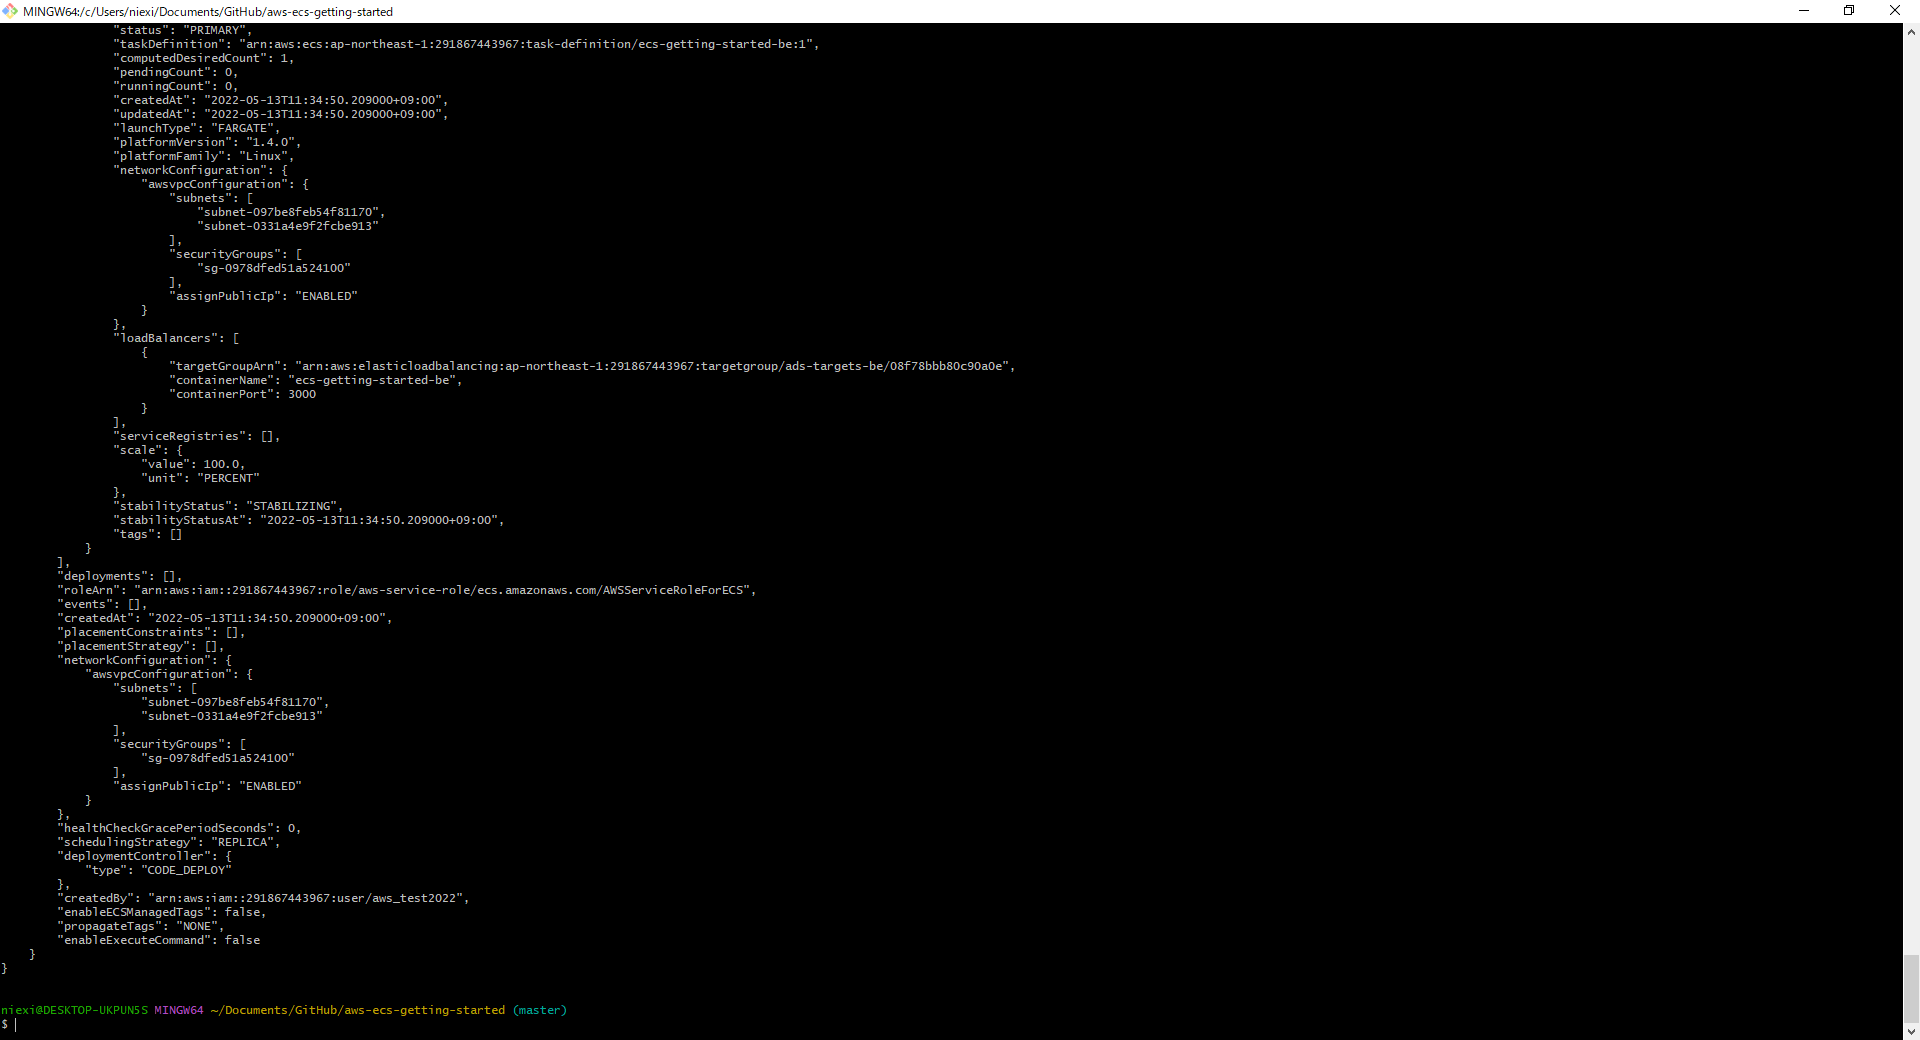 MINGW64:/c/Users/niexi/Documents/GitHub/aws-ecs-getting-started
"status": "PRIMARY",
"taskDefinition": "arn:aws:ecs:ap-northeast-1:291867443967:task-definition/ecs-getting-started-be:1",
"computedDesiredCount": 1,
"pendingCount": 0,
"runningCount": 0,
"createdAt": "2022-05-13T11:34:50.209000+09:00",
"updatedAt": "2022-05-13T11:34:50.209000+09:00",
"launchType": "FARGATE",
"platformVersion": "1.4.0",
"platformFamily": "Linux",
"networkConfiguration": {
"awsvpcConfiguration": {
"subnets": [
"subnet-097be8feb54f81170",
"subnet-0331a4e9f2fcbe913"
],
"securityGroups": [
"sg-0978dfed51a524100"
],
"assignPublicIp": "ENABLED"
}
},
"loadBalancers": [
{
"targetGroupArn": "arn:aws:elasticloadbalancing:ap-northeast-1:291867443967:targetgroup/ads-targets-be/08f78bbb80c90a0e",
"containerName": "ecs-getting-started-be",
"containerPort": 3000
}
],
"serviceRegistries": [],
"scale": {
"value": 100.0,
"unit": "PERCENT"
},
"stabilityStatus": "STABILIZING",
"stabilityStatusAt": "2022-05-13T11:34:50.209000+09:00",
"tags": []
}
],
"deployments": [],
"roleArn": "arn:aws:iam::291867443967:role/aws-service-role/ecs.amazonaws.com/AWSServiceRoleForECS",
"events": [],
"createdAt": "2022-05-13T11:34:50.209000+09:00",
"placementConstraints": [],
"placementStrategy": [],
"networkConfiguration": {
"awsvpcConfiguration": {
"subnets": [
"subnet-097be8feb54f81170",
"subnet-0331a4e9f2fcbe913"
],
"securityGroups": [
"sg-0978dfed51a524100"
],
"assignPublicIp": "ENABLED"
}
},
"healthCheckGracePeriodSeconds": 0,
"schedulingStrategy": "REPLICA",
"deploymentController": {
"type": "CODE_DEPLOY"
},
"createdBy": "arn:aws:iam::291867443967:user/aws_test2022",
"enableECSManagedTags": false,
"propagateTags": "NONE",
"enableExecuteCommand": false
}
}
niexi@DESKTOP-UKPUN5S MINGW64 ~/Documents/GitHub/aws-ecs-getting-started (master)
$